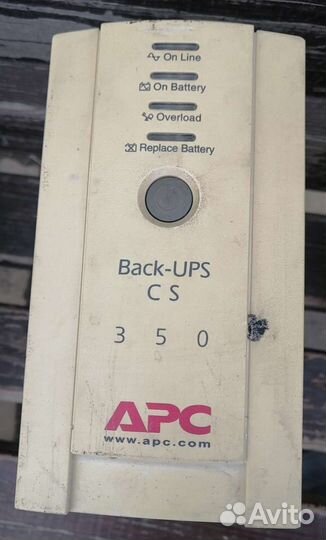 On Line
On Battery
Overload
Replace Battery
Back-UPS
CS
350
APC
www.apc.com
Avito